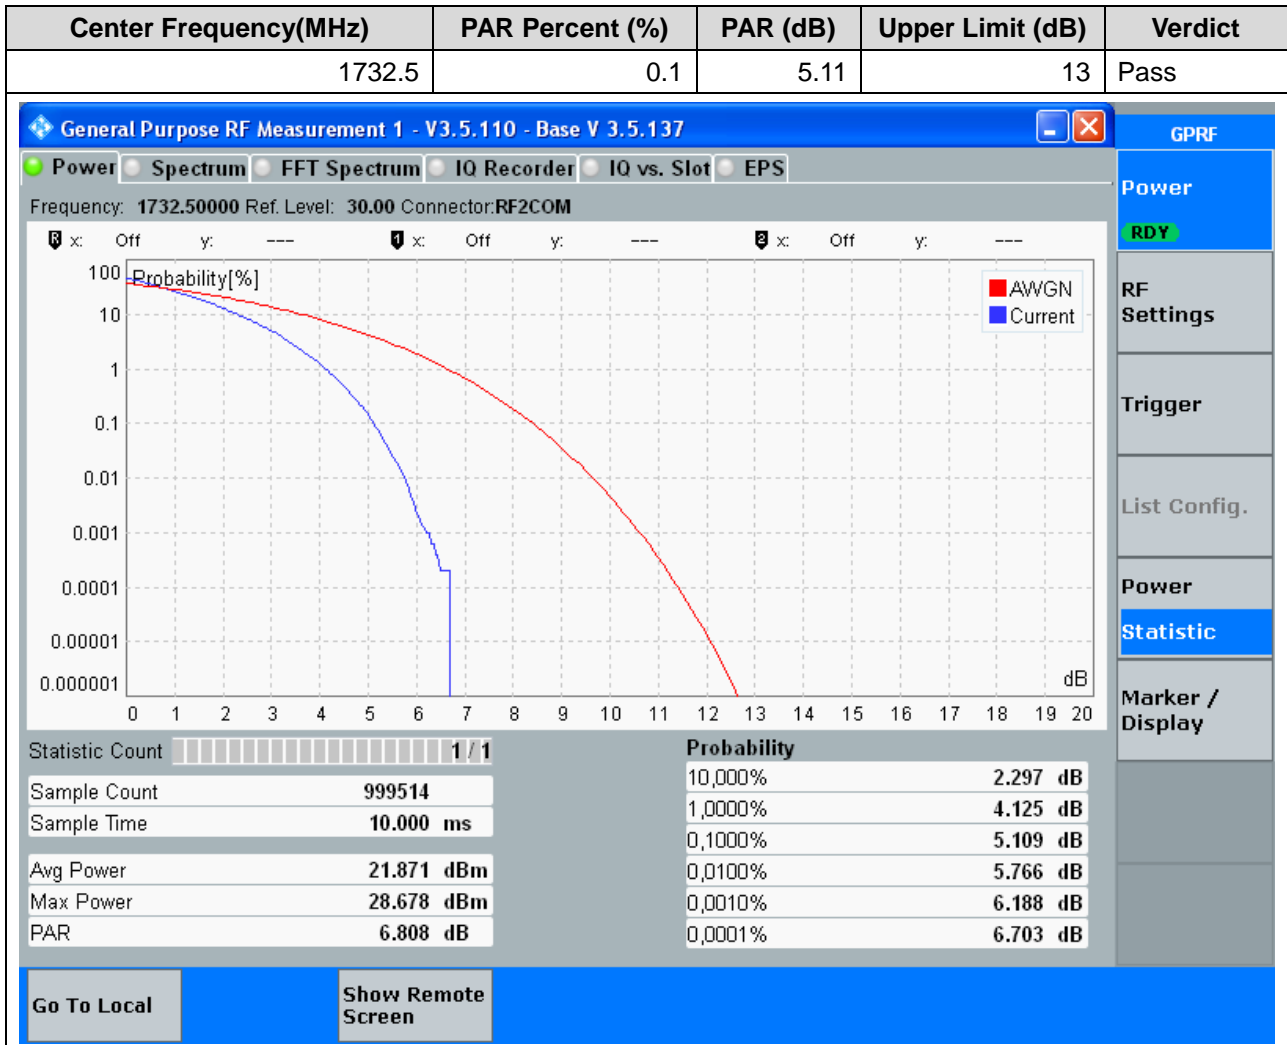 Center Frequency(MHz) PAR Percent (%) PAR (dB) Upper Limit (dB) Verdict
1732.5 0.1 5.11 13 Pass
General Purpose RF Measurement 1 - V3.5.110 - Base V 3.5.137
GPRF
Power Spectrum FFT Spectrum IQ Recorder IQ vs. Slot EPS
Power
RDY
Frequency: 1732.50000 Ref. Level: 30.00 Connector:RF2COM
R x: Off y: --- 1 x: Off y: --- 2 x: Off y: ---
Probability[%]
AWGN
Current
100
10
1
0.1
0.01
0.001
0.0001
0.00001
0.000001
dB
0 1 2 3 4 5 6 7 8 9 10 11 12 13 14 15 16 17 18 19 20
RF
Settings
Trigger
List Config.
Power
Statistic
Marker /
Display
Statistic Count 1 / 1
Sample Count 999514
Sample Time 10.000 ms
Avg Power 21.871 dBm
Max Power 28.678 dBm
PAR 6.808 dB
Probability
10,000% 2.297 dB
1,0000% 4.125 dB
0,1000% 5.109 dB
0,0100% 5.766 dB
0,0010% 6.188 dB
0,0001% 6.703 dB
Go To Local
Show Remote
Screen